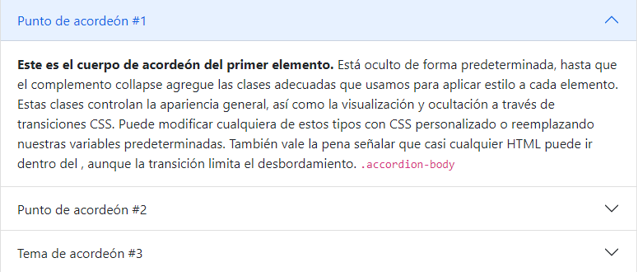 Punto de acordeón #1
Este es el cuerpo de acordeón del primer elemento. Está oculto de forma predeterminada, hasta que
el complemento collapse agregue las clases adecuadas que usamos para aplicar estilo a cada elemento.
Estas clases controlan la apariencia general, así como la visualización y ocultación a través de
transiciones CSS. Puede modificar cualquiera de estos tipos con CSS personalizado o reemplazando
nuestras variables predeterminadas. También vale la pena señalar que casi cualquier HTML puede ir
dentro del , aunque la transición limita el desbordamiento. .accordion-body
Punto de acordeón #2
Tema de acordeón #3